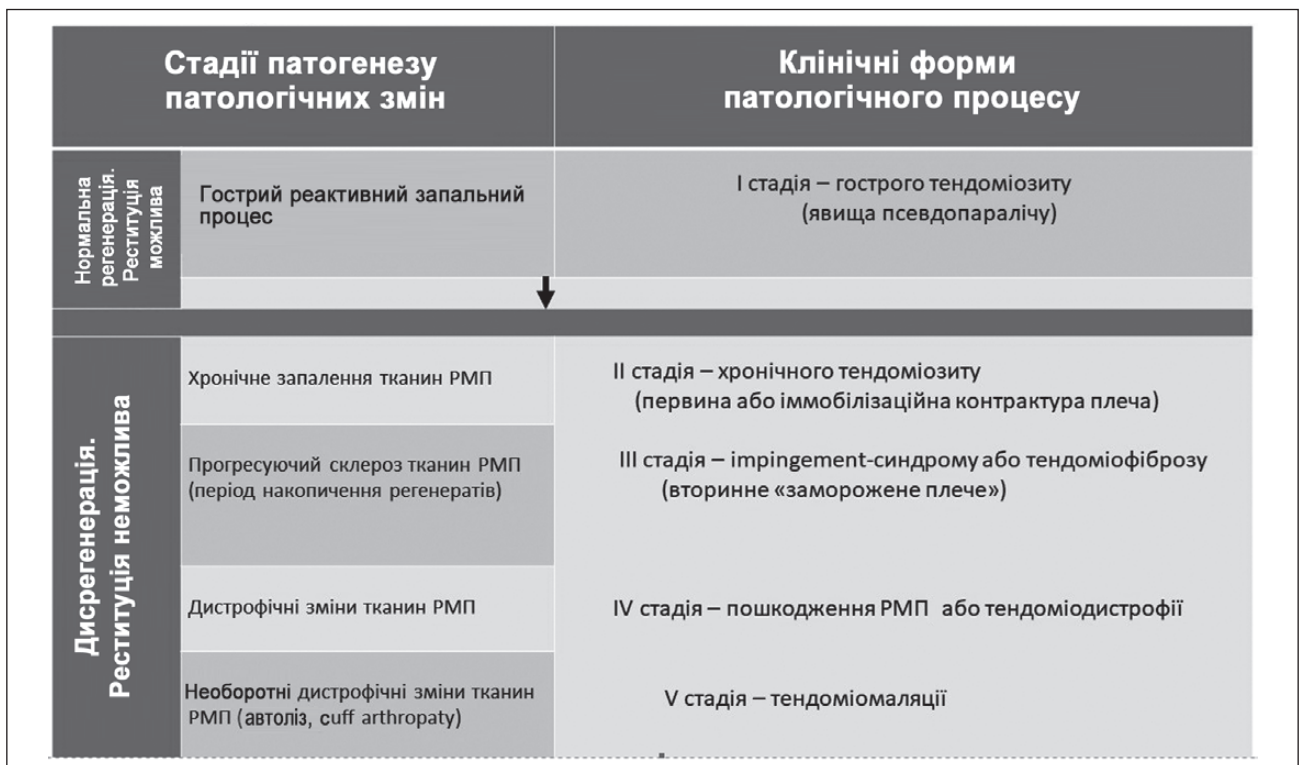 Стадії патогенезу
патологічних змін
Клінічні форми
патологічного процесу
Нормальна
регенерація.
Реституція
можлива
Гострий реактивний запальний
процес
I стадія – гострого тендоміозиту
(явища псевдопаралічу)
Дисрегенерація.
Реституція неможлива
Хронічне запалення тканин РМП
II стадія – хронічного тендоміозиту
(первина або іммобілізаційна контрактура плеча)
Прогресуючий склероз тканин РМП
(період накопичення регенератів)
III стадія – impingement-синдрому або тендоміофіброзу
(вторинне «заморожене плече»)
Дистрофічні зміни тканин РМП
IV стадія – пошкодження РМП або тендоміодистрофії
Необоротні дистрофічні зміни тканин
РМП (автоліз, cuff arthropaty)
V стадія – тендоміомаляції